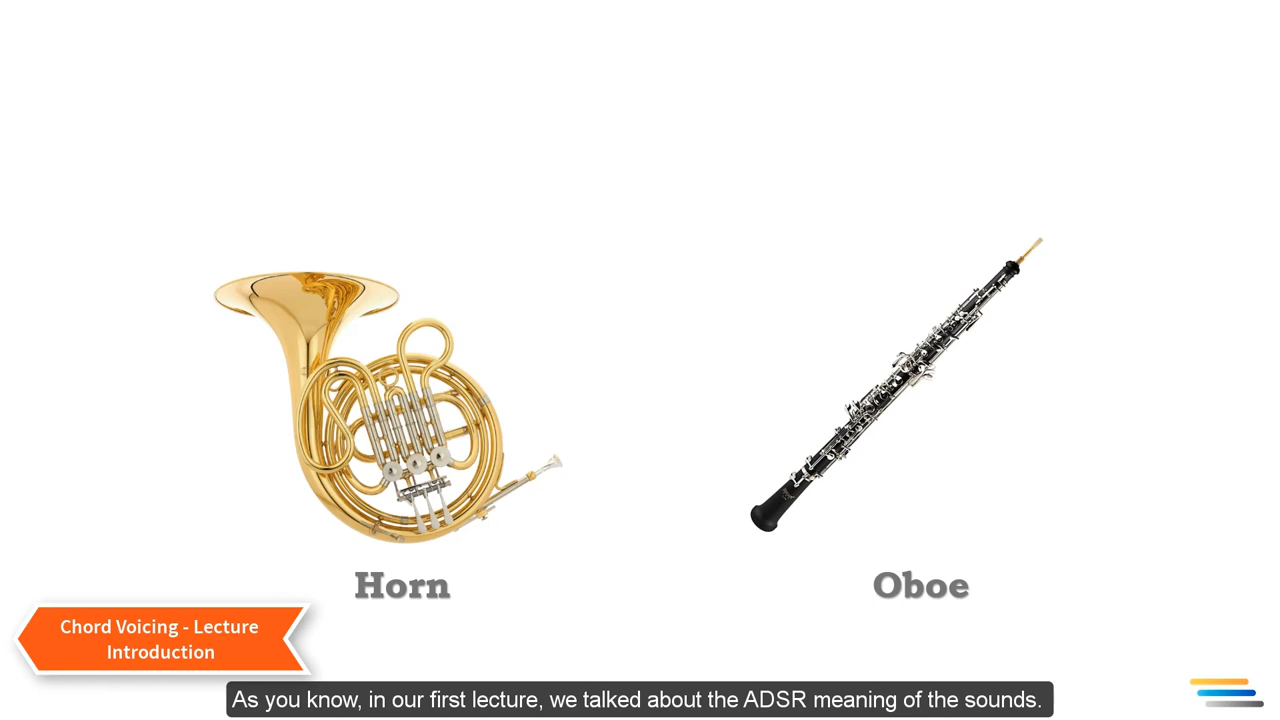 Horn
Oboe
Chord Voicing - Lecture
Introduction
As you know, in our first lecture, we talked about the ADSR meaning of the sounds.